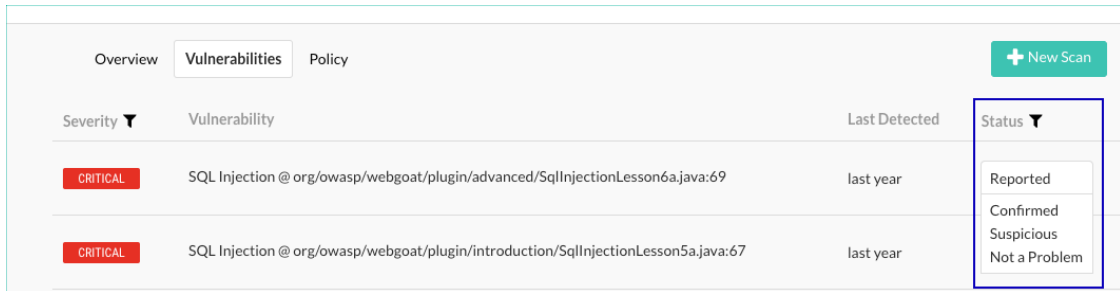 Overview Vulnerabilities Policy New Scan
Severity Vulnerability Last Detected Status
CRITICAL SQL Injection @ org/owasp/webgoat/plugin/advanced/SqlInjectionLesson6a.java:69 last year Reported
Confirmed
Suspicious
CRITICAL SQL Injection @ org/owasp/webgoat/plugin/introduction/SqlInjectionLesson5a.java:67 last year Not a Problem